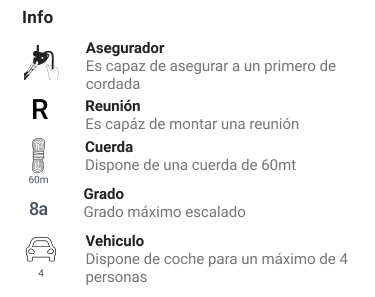 Info
Asegurador
Es capaz de asegurar a un primero de
cordada
R
Reunión
Es capáz de montar una reunión
Cuerda
Dispone de una cuerda de 60mt
60m
Grado
8a
Grado máximo escalado
Vehiculo
Dispone de coche para un máximo de 4
4
personas